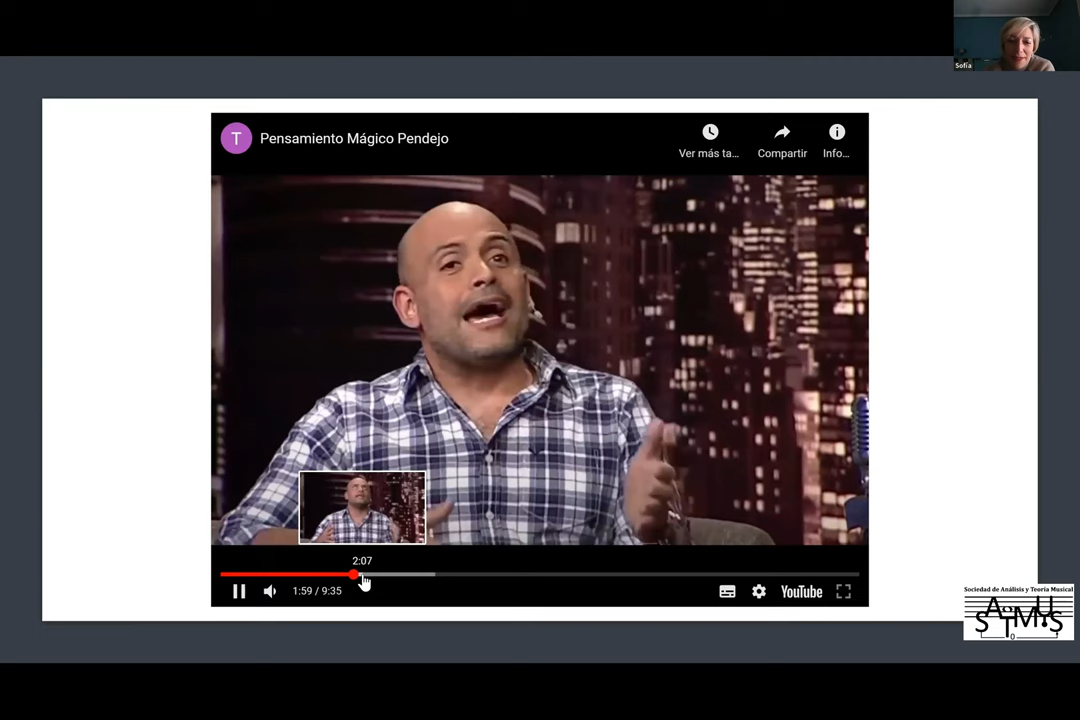 Sofía
T
Pensamiento Mágico Pendejo
Ver más ta...
Compartir
Info...
2:07
1:59 / 9:35
YouTube
Sociedad de Análisis y Teoría Musical
SATMUS